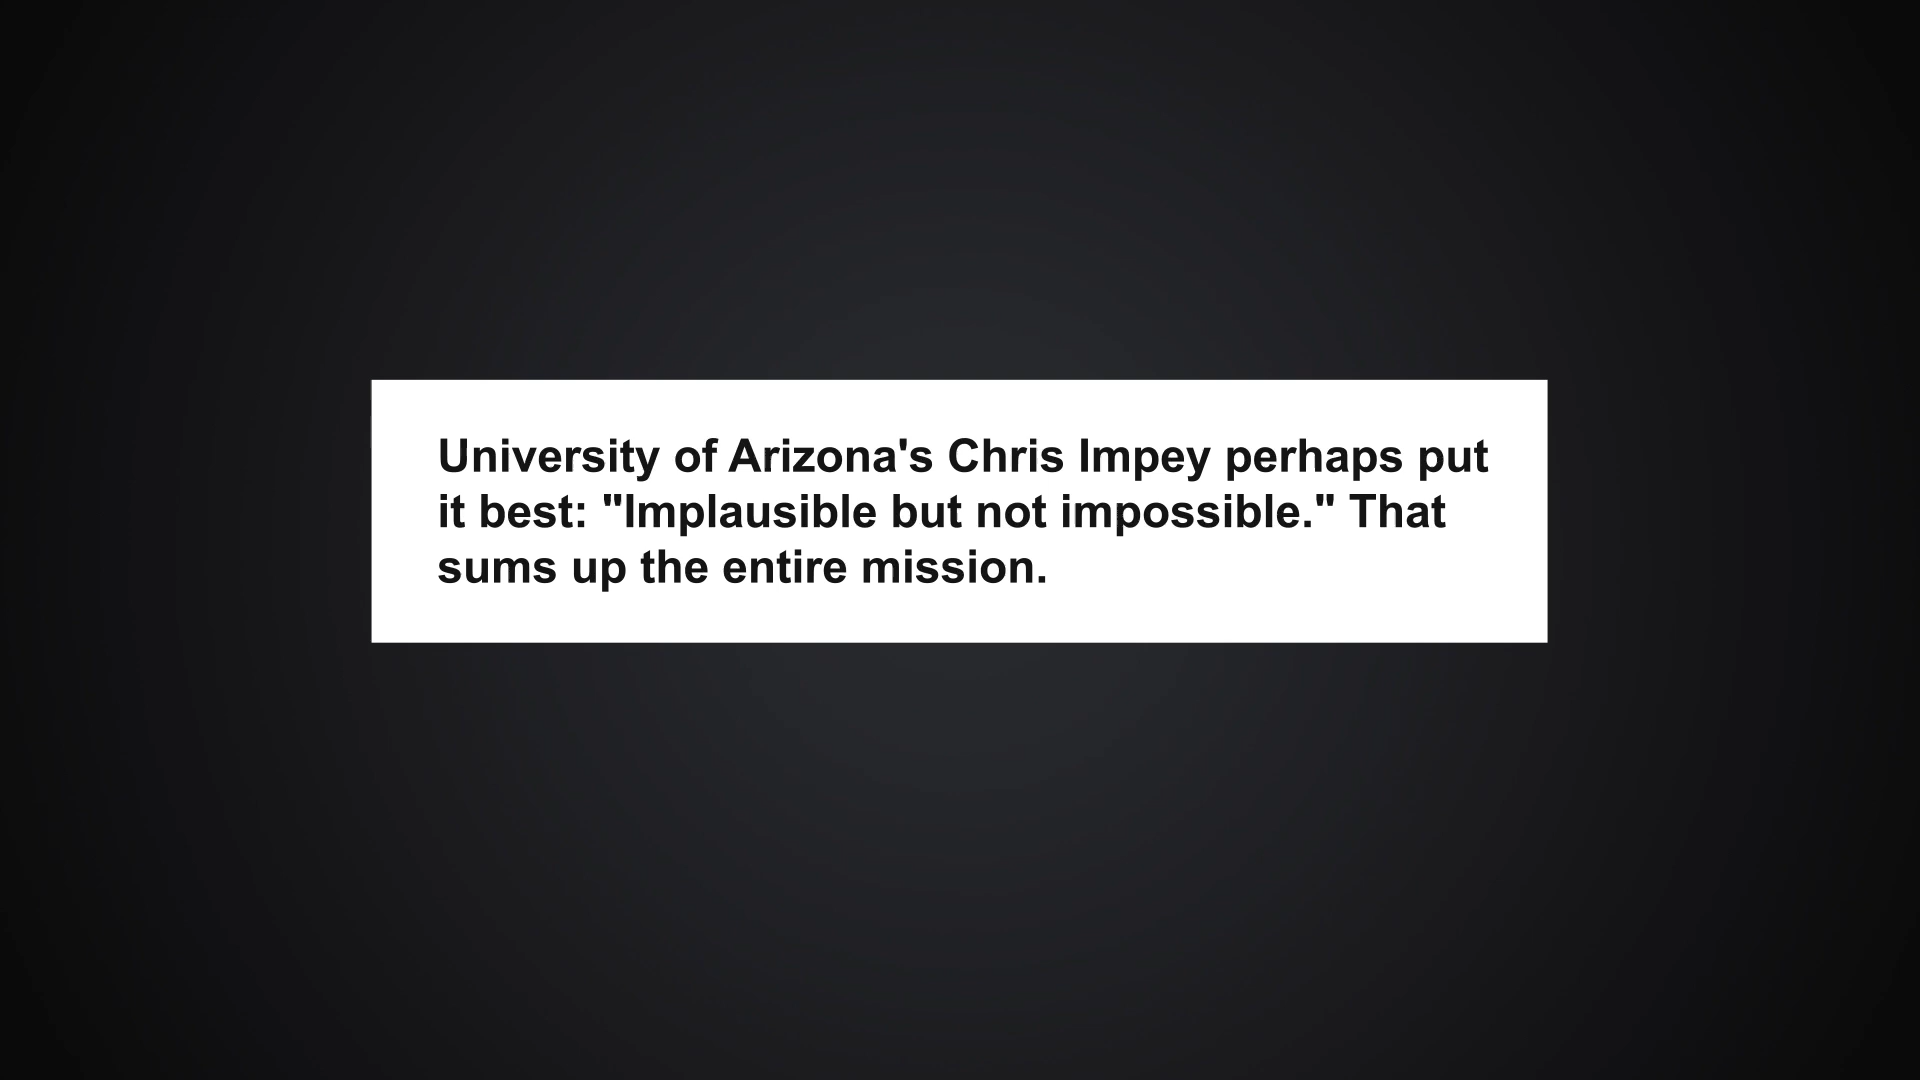 University of Arizona's Chris Impey perhaps put
it best: "Implausible but not impossible." That
sums up the entire mission.